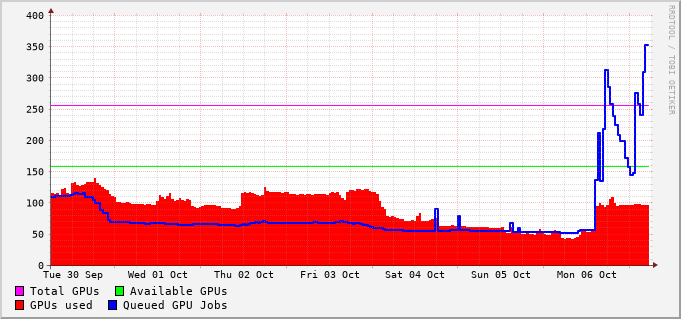 RRDTOOL / TOBI OETIKER
400
350
300
250
200
150
100
50
0
Tue 30 Sep Wed 01 Oct Thu 02 Oct Fri 03 Oct Sat 04 Oct Sun 05 Oct Mon 06 Oct
Total GPUs Available GPUs
GPUs used Queued GPU Jobs